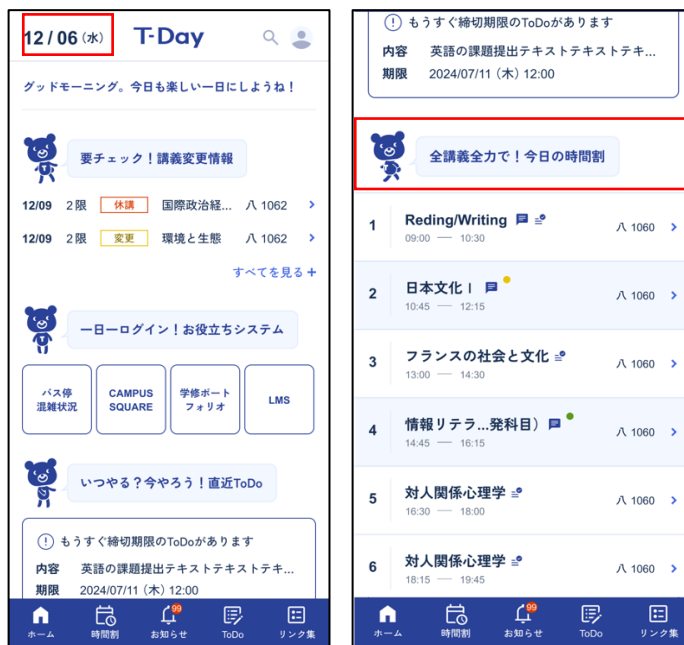 12 / 06 (水)
T-Day
グッドモーニング。今日も楽しい一日にしようね！
要チェック！講義変更情報
12/09 2限 休講 国際政治経... 八 1062
12/09 2限 変更 環境と生態 八 1062
すべてを見る +
一日一ログイン！お役立ちシステム
バス停
混雑状況
CAMPUS
SQUARE
学修ポート
フォリオ
LMS
いつやる？今やろう！直近ToDo
もうすぐ締切期限のToDoがあります
内容 英語の課題提出テキストテキストテキ...
期限 2024/07/11（木）12:00
99
ホーム 時間割 お知らせ ToDo リンク集
もうすぐ締切期限のToDoがあります
内容 英語の課題提出テキストテキストテキ...
期限 2024/07/11（木）12:00
全講義全力で！今日の時間割
1 Reding/Writing 八 1060
09:00 — 10:30
2 日本文化Ⅰ 八 1060
10:45 — 12:15
3 フランスの社会と文化 八 1060
13:00 — 14:30
4 情報リテラ...発科目） 八 1060
14:45 — 16:15
5 対人関係心理学 八 1060
16:30 — 18:00
6 対人関係心理学 八 1060
18:15 — 19:45
99
ホーム 時間割 お知らせ ToDo リンク集